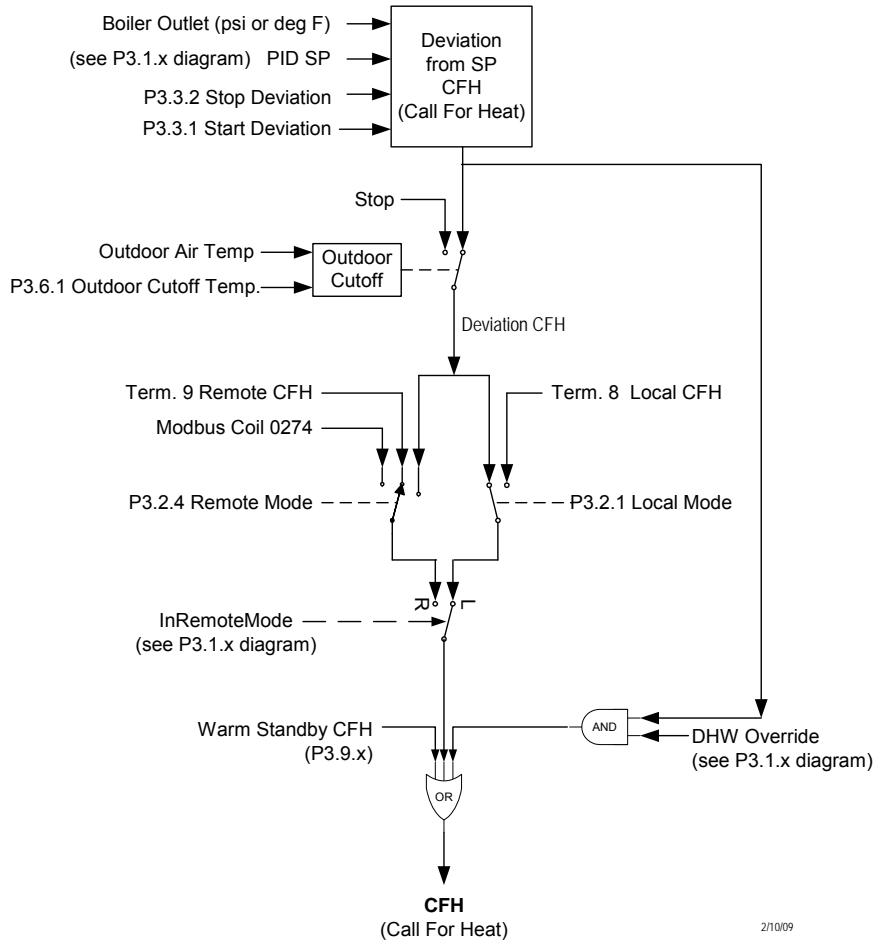 Boiler Outlet (psi or deg F)
(see P3.1.x diagram) PID SP
P3.3.2 Stop Deviation
P3.3.1 Start Deviation
Deviation
from SP
CFH
(Call For Heat)
Stop
Outdoor Air Temp
P3.6.1 Outdoor Cutoff Temp.
Outdoor
Cutoff
Deviation CFH
Term. 9 Remote CFH
Term. 8 Local CFH
Modbus Coil 0274
P3.2.4 Remote Mode
P3.2.1 Local Mode
R
L
InRemoteMode
(see P3.1.x diagram)
Warm Standby CFH
(P3.9.x)
AND
DHW Override
(see P3.1.x diagram)
OR
CFH
(Call For Heat)
2/10/09